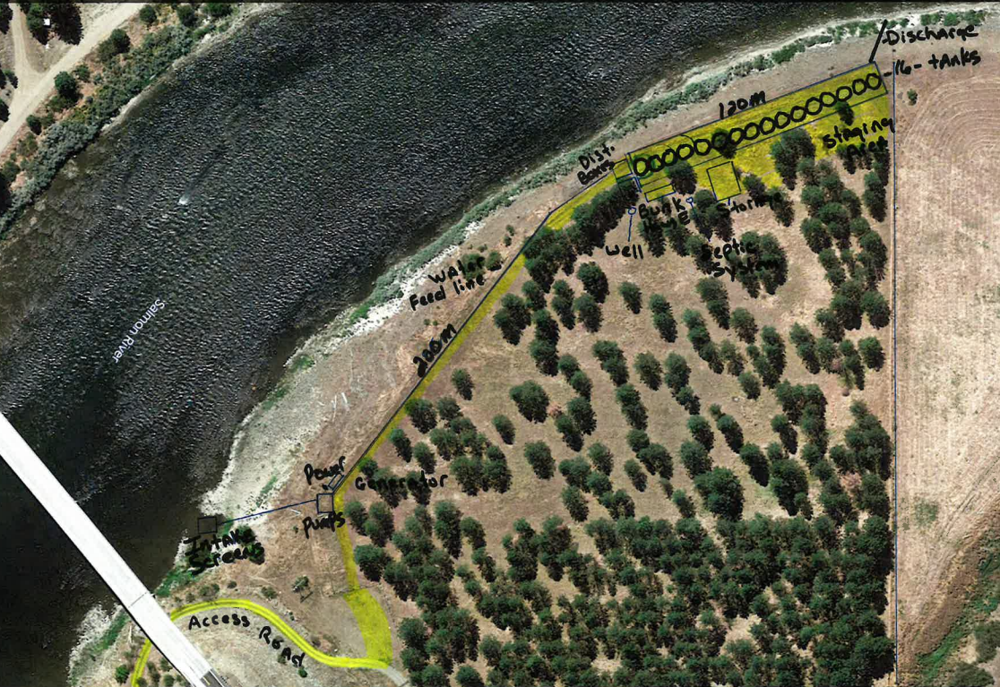 Discharge
16- tANKS
120M
Staging
Area
Dist.
Boxes
Bunk
Storage
Well
Septic
System
WAter
Feed line
200M
Salmon River
Power
Generator
Pumps
Intake
Screens
Access Road